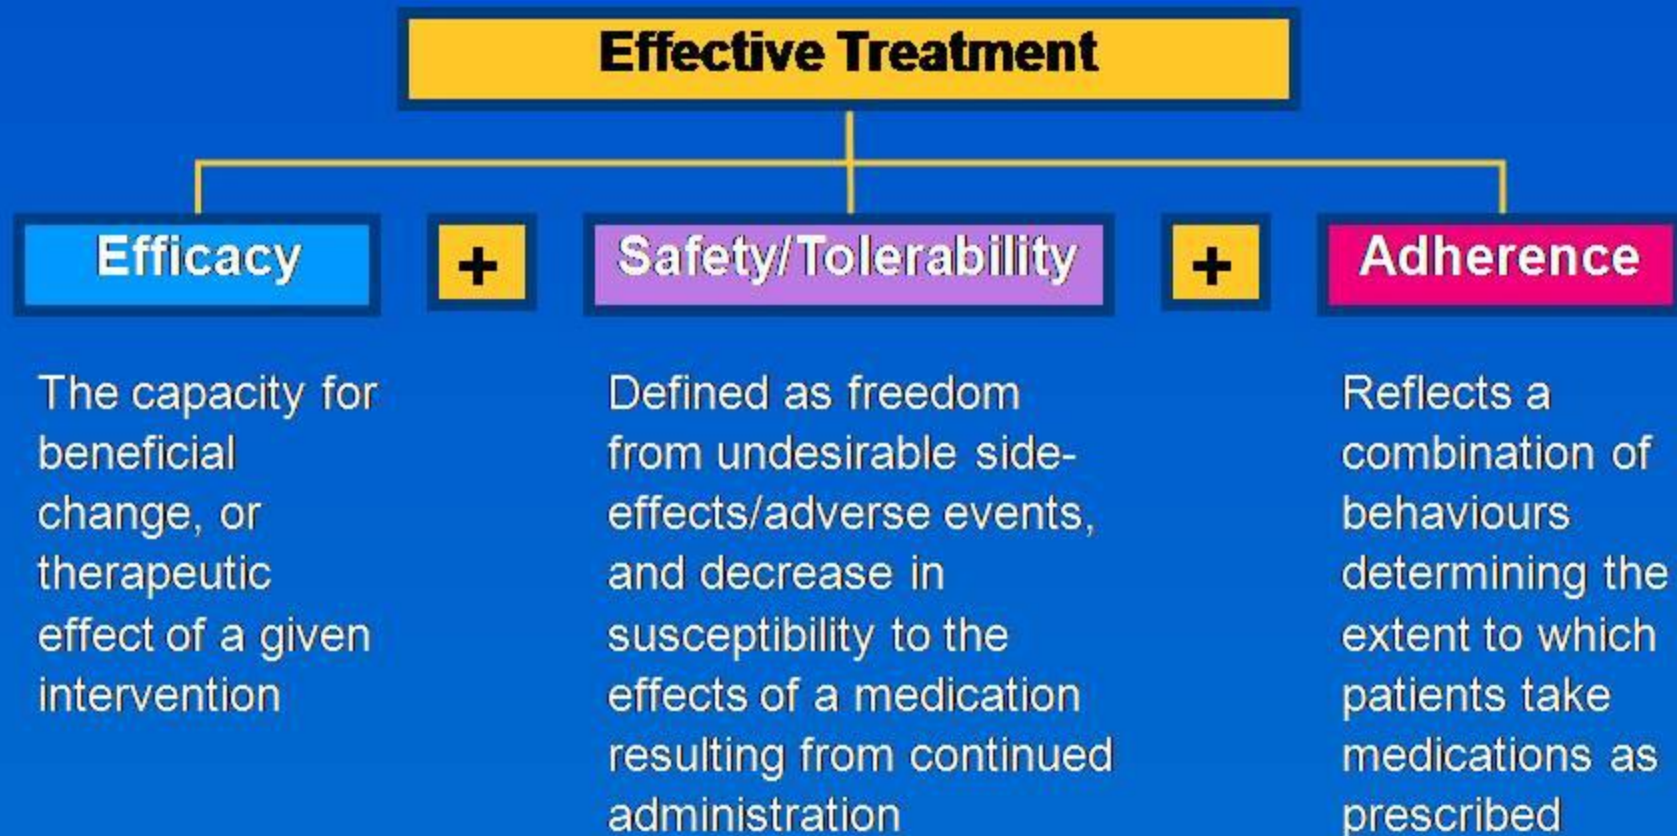 Effective Treatment
Efficacy
+
Safety/Tolerability
+
Adherence
The capacity for
beneficial
change, or
therapeutic
effect of a given
intervention
Defined as freedom
from undesirable side-
effects/adverse events,
and decrease in
susceptibility to the
effects of a medication
resulting from continued
administration
Reflects a
combination of
behaviours
determining the
extent to which
patients take
medications as
prescribed